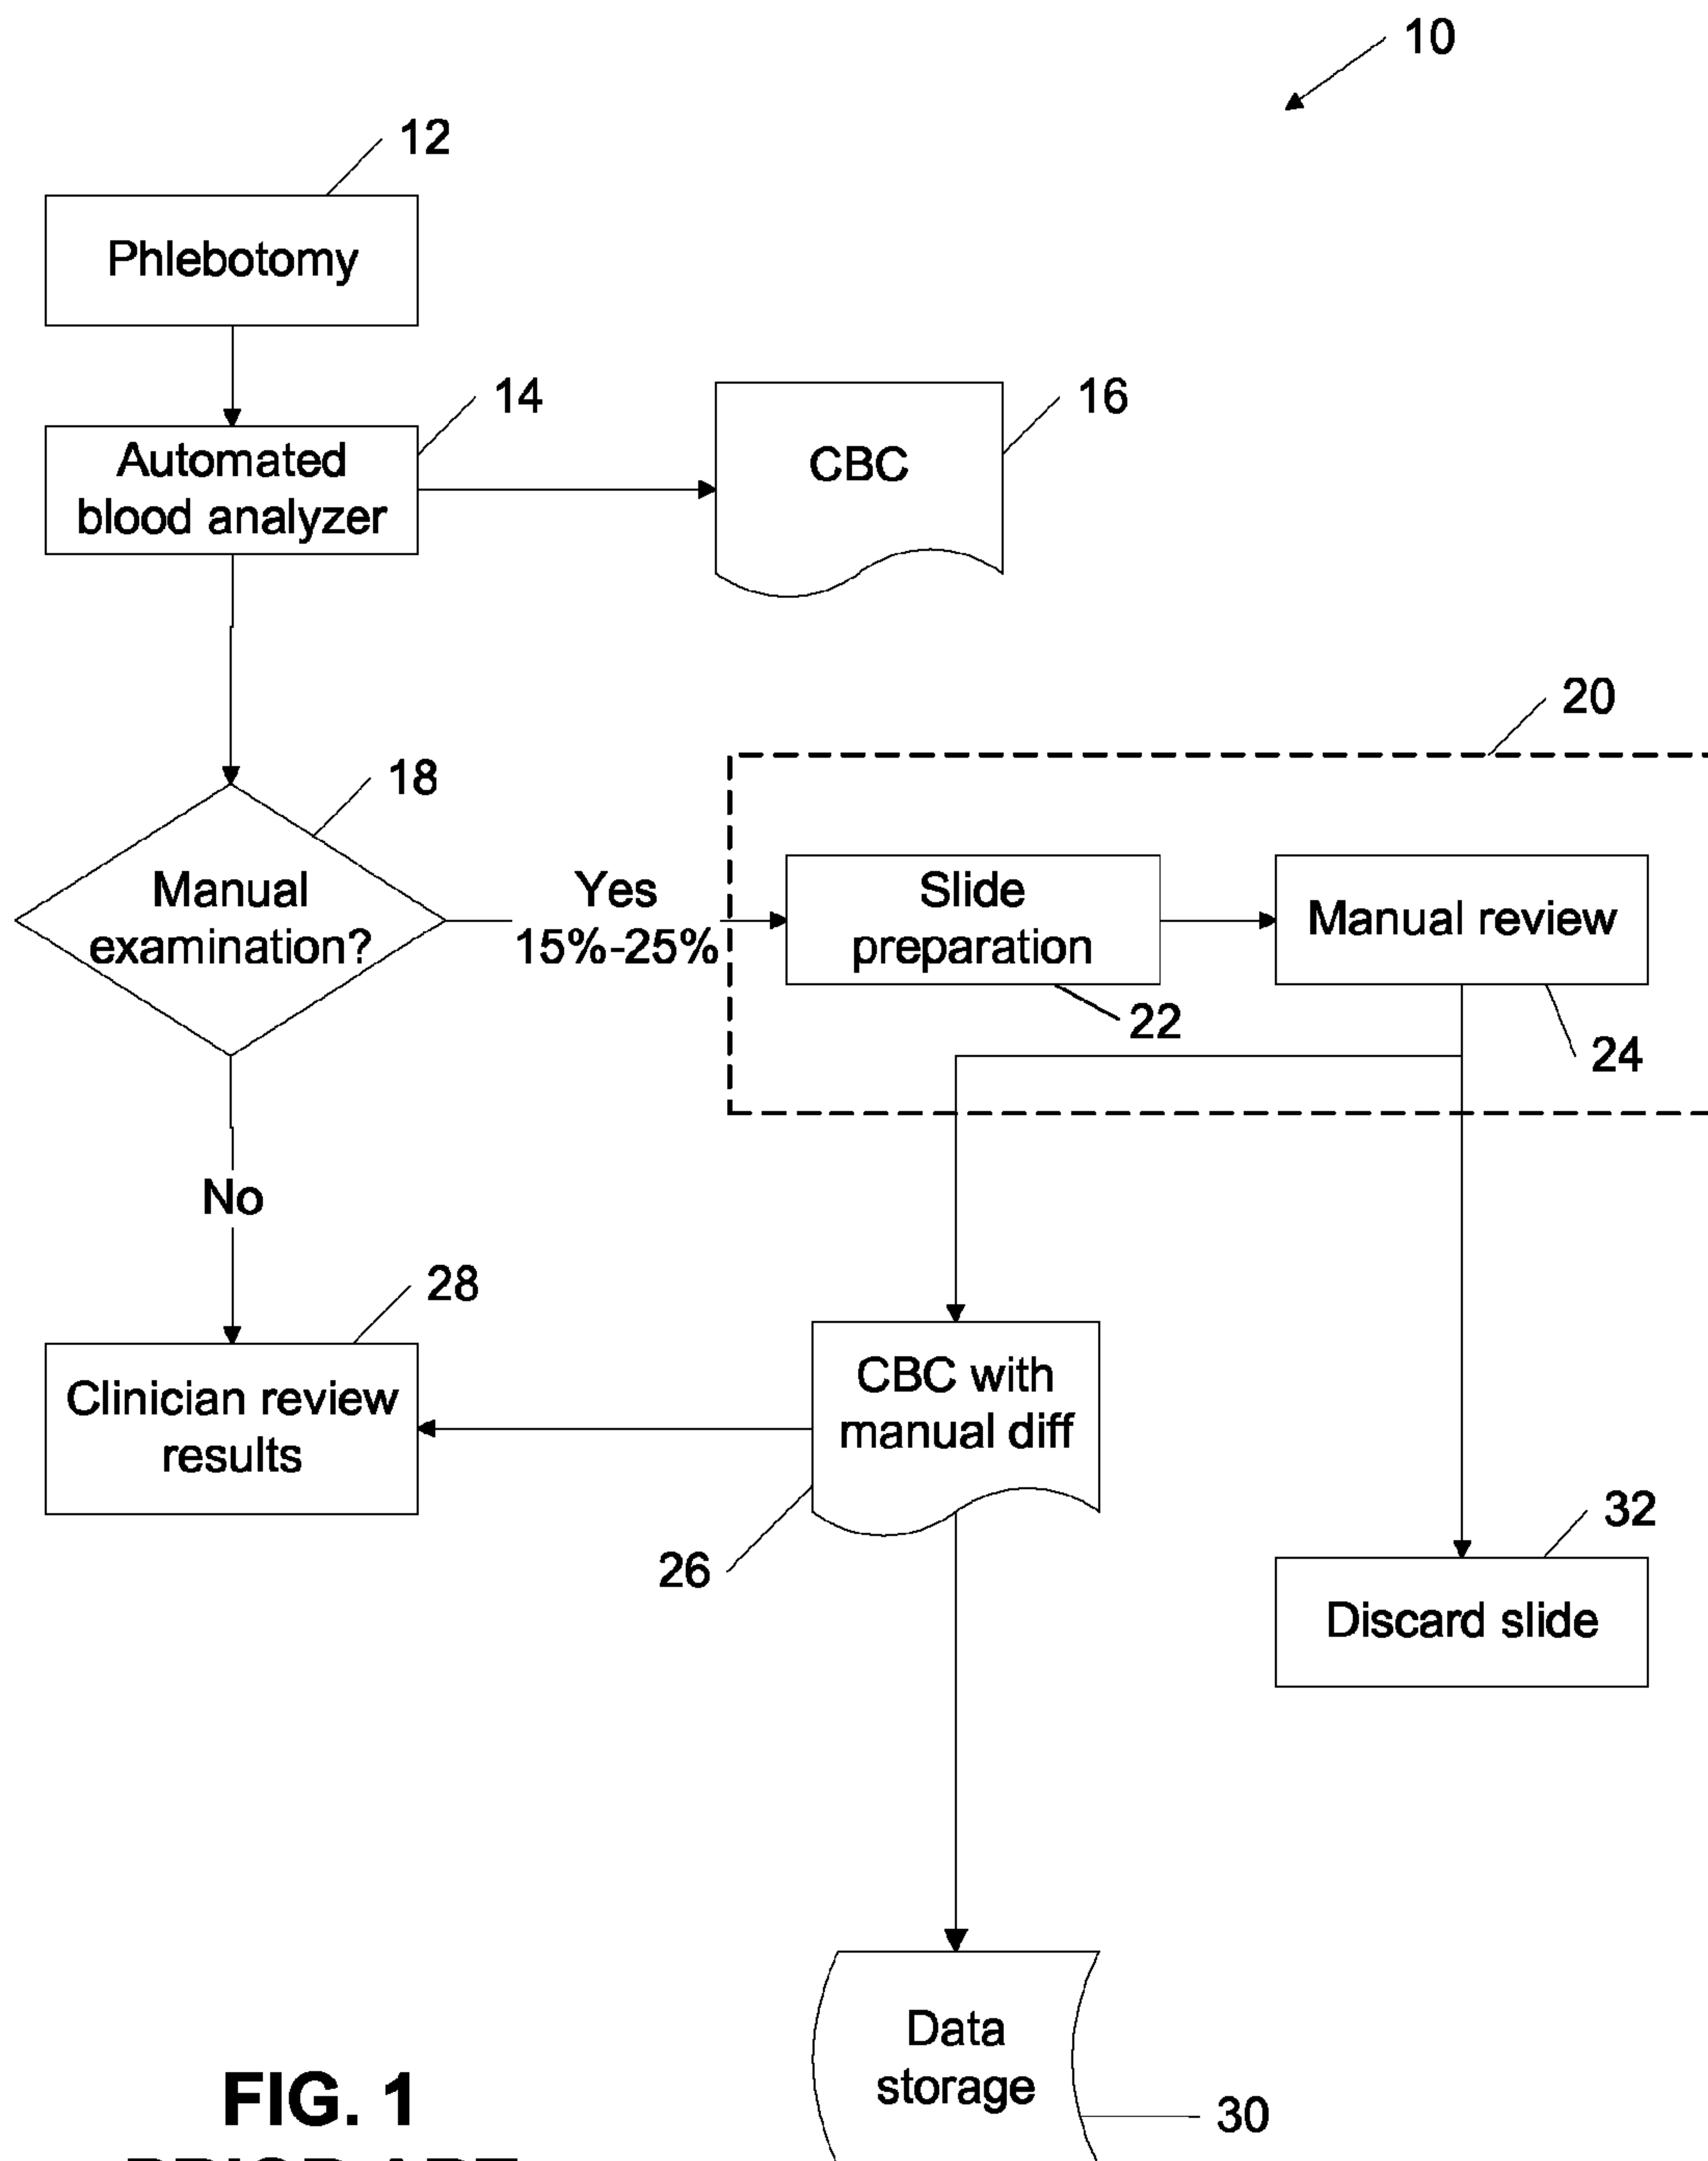 10
12
Phlebotomy
14
Automated
blood analyzer
16
CBC
20
18
Manual
examination?
Yes
15%-25%
Slide
preparation
Manual review
22
24
No
28
Clinician review
results
CBC with
manual diff
26
32
Discard slide
Data
storage
30
FIG. 1
PRIOR ART